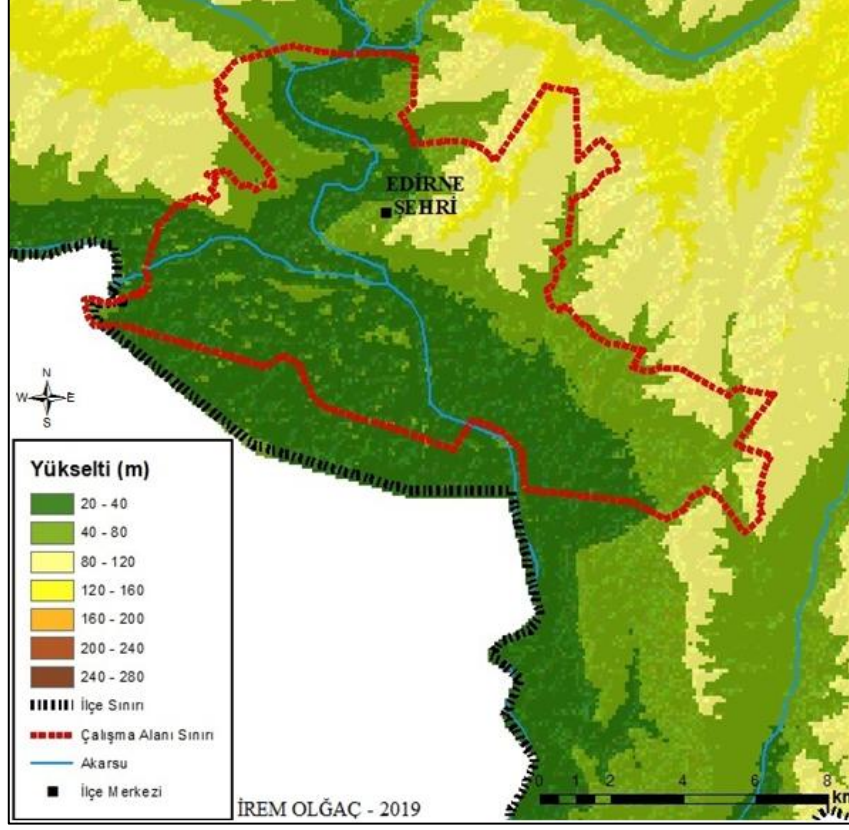 EDİRNE
ŞEHRİ
N
W E
S
Yükselti (m)
20 - 40
40 - 80
80 - 120
120 - 160
160 - 200
200 - 240
240 - 280
İlçe Sınırı
Çalışma Alanı Sınırı
Akarsu
İlçe Merkezi
İREM OLĞAÇ - 2019
0 1 2 4 6 8
km